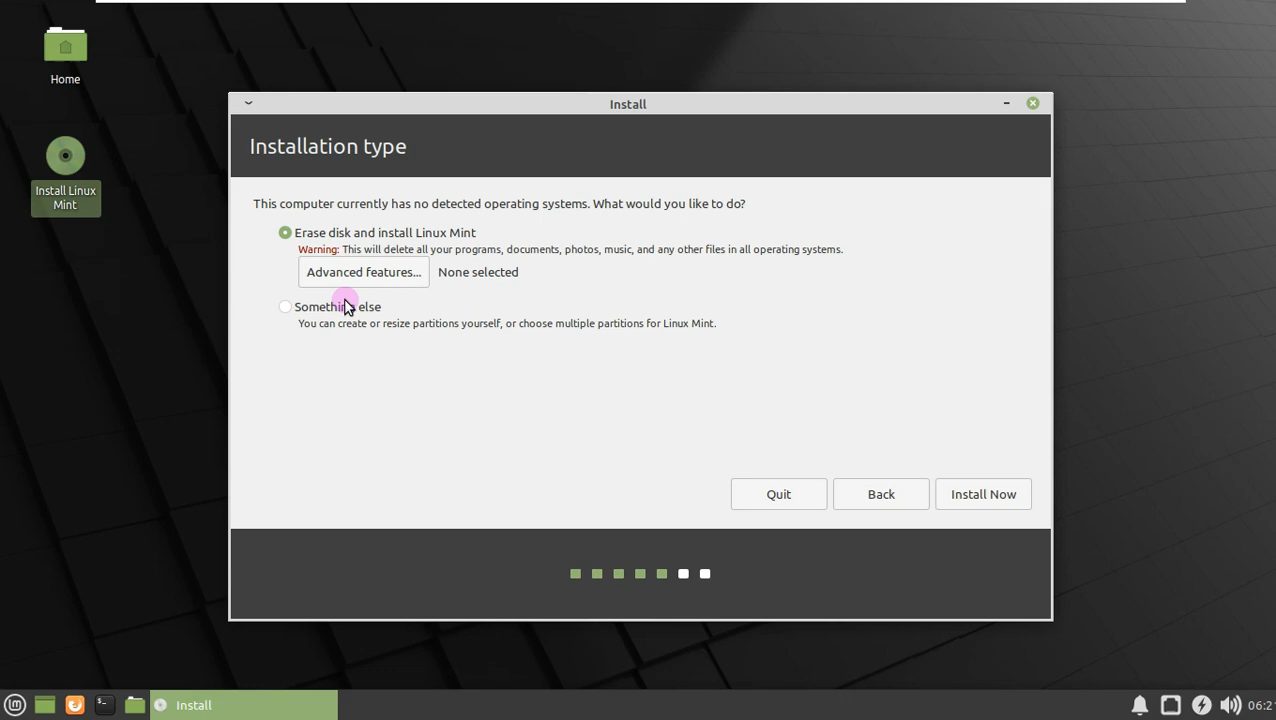 Home
Install Linux
Mint
Install
Installation type
This computer currently has no detected operating systems. What would you like to do?
Erase disk and install Linux Mint
Warning: This will delete all your programs, documents, photos, music, and any other files in all operating systems.
Advanced features... None selected
Something else
You can create or resize partitions yourself, or choose multiple partitions for Linux Mint.
Quit Back Install Now
Install
06:2